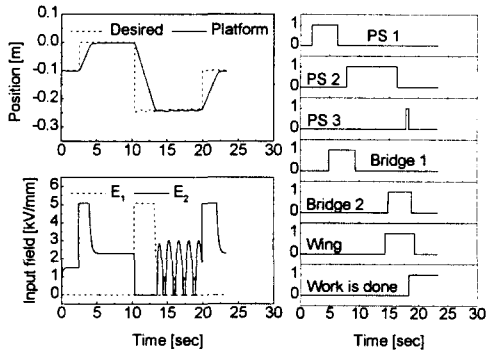 Desired Platform
Position [m]
0.0
-0.1
-0.2
-0.3
0 5 10 15 20 25 30
E1 E2
Input field [kV/mm]
6
5
4
3
2
1
0
0 5 10 15 20 25 30
Time [sec]
1
0
PS 1
1
0
PS 2
1
0
PS 3
1
0
Bridge 1
1
0
Bridge 2
1
0
Wing
1
0
Work is done
0 5 10 15 20 25 30
Time [sec]